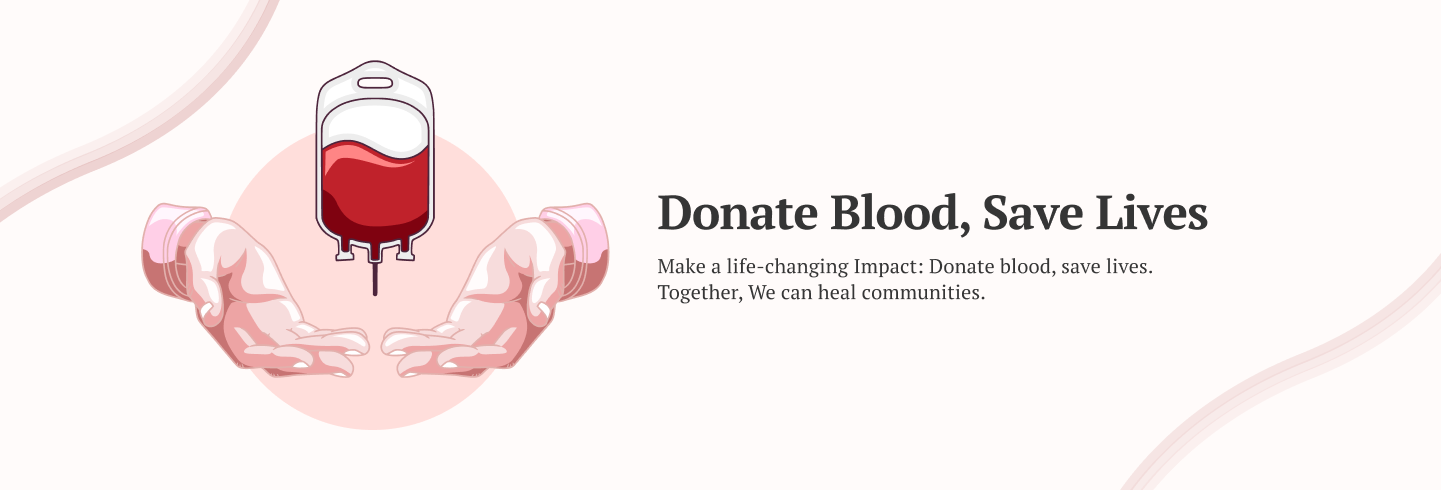 Donate Blood, Save Lives
Make a life-changing Impact: Donate blood, save lives.
Together, We can heal communities.